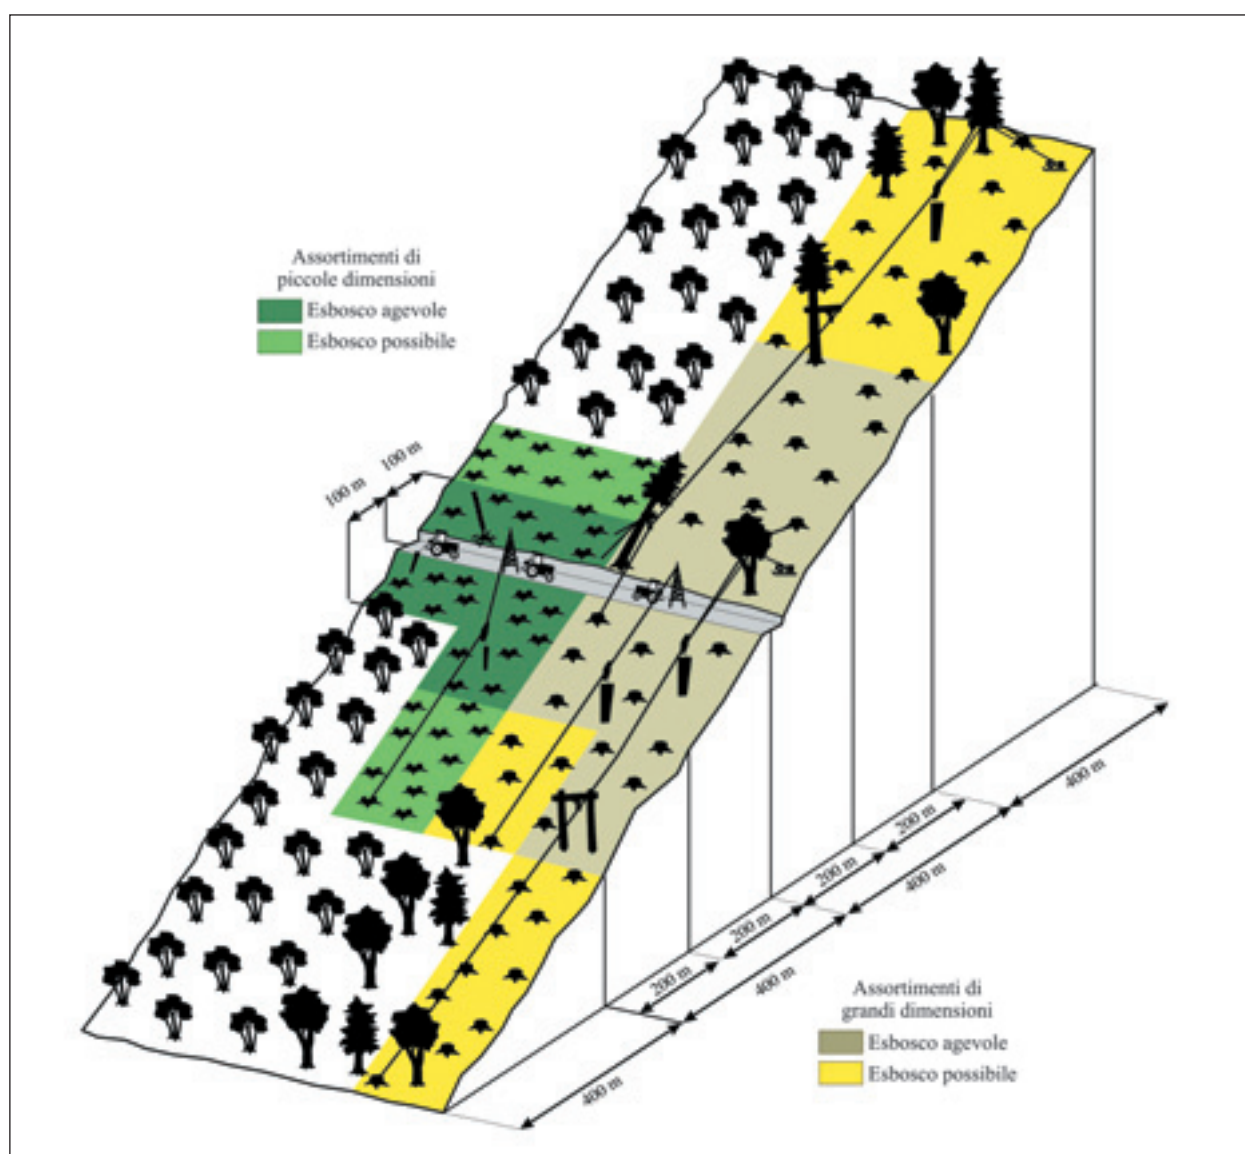 Assortimenti di
piccole dimensioni
Esbosco agevole
Esbosco possibile
100 m
100 m
400 m
200 m
200 m
400 m
200 m
400 m
200 m
400 m
Assortimenti di
grandi dimensioni
Esbosco agevole
Esbosco possibile